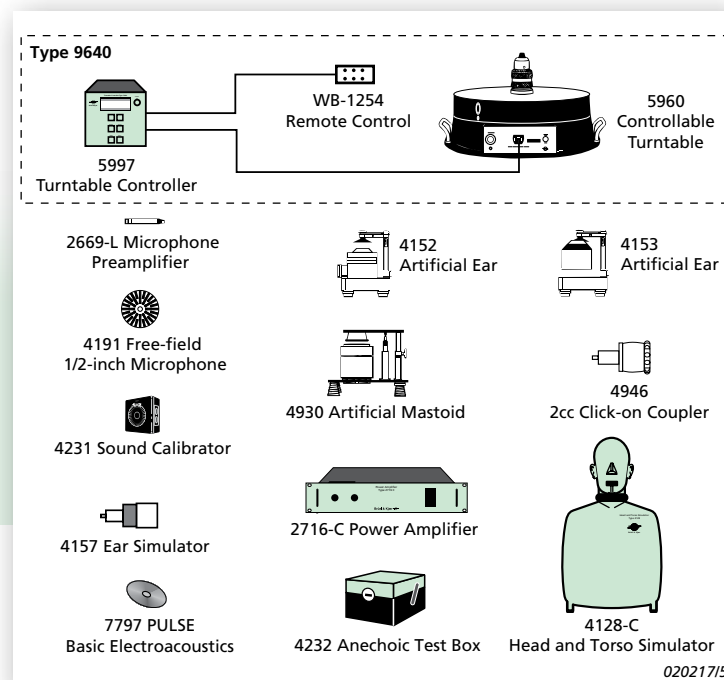 Type 9640
WB-1254
Remote Control
5960
Controllable
Turntable
5997
Turntable Controller
2669-L Microphone
Preamplifier
4152
Artificial Ear
4153
Artificial Ear
4191 Free-field
1/2-inch Microphone
4930 Artificial Mastoid
4946
2cc Click-on Coupler
4231 Sound Calibrator
2716-C Power Amplifier
4157 Ear Simulator
7797 PULSE
Basic Electroacoustics
4232 Anechoic Test Box
4128-C
Head and Torso Simulator
020217/5